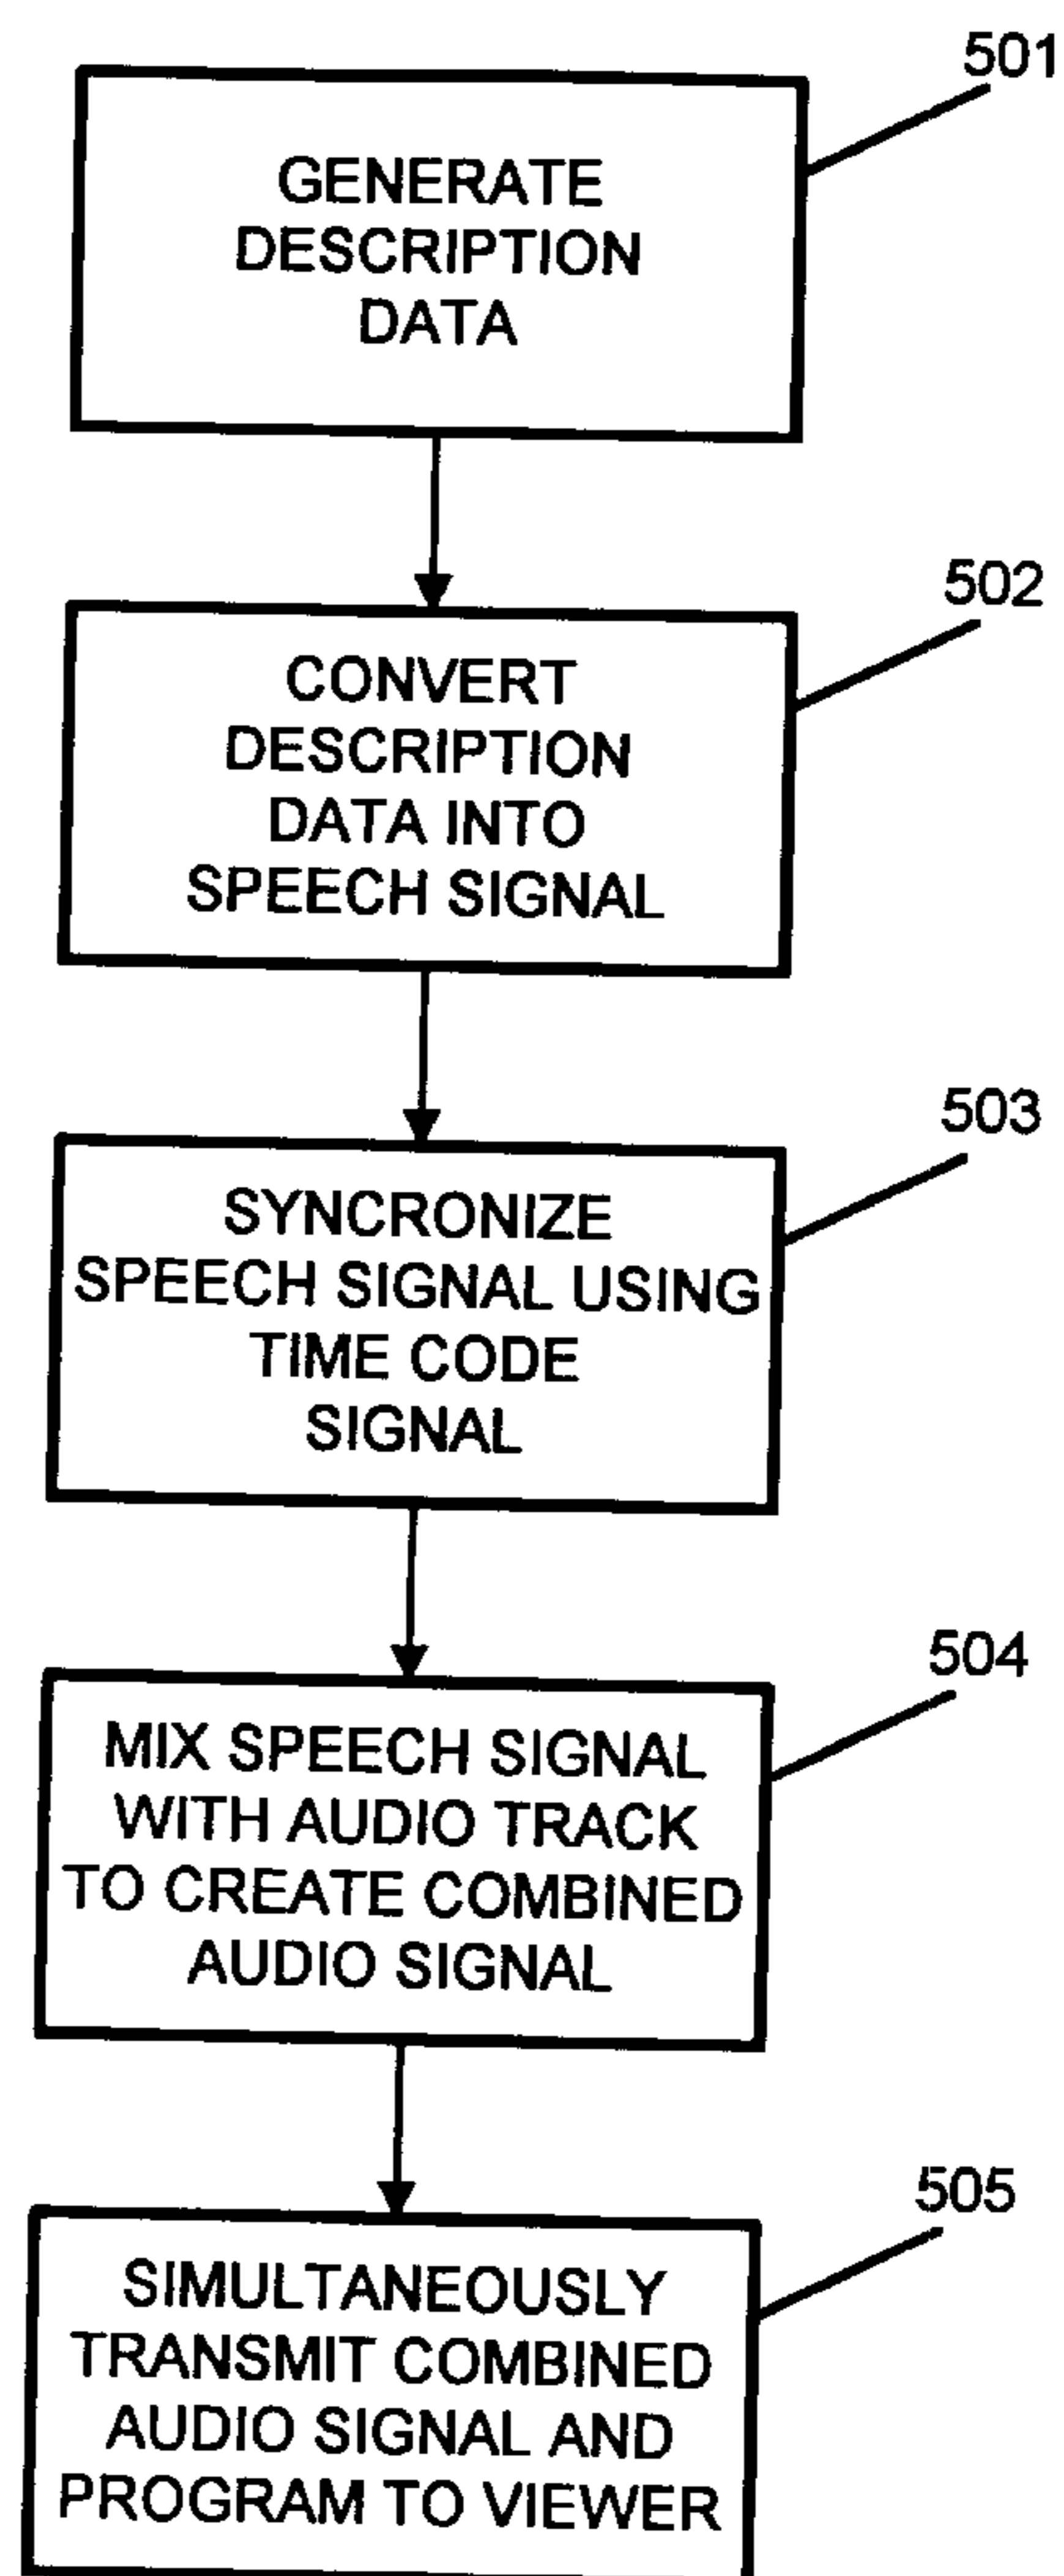 501
GENERATE
DESCRIPTION
DATA
502
CONVERT
DESCRIPTION
DATA INTO
SPEECH SIGNAL
503
SYNCRONIZE
SPEECH SIGNAL USING
TIME CODE
SIGNAL
504
MIX SPEECH SIGNAL
WITH AUDIO TRACK
TO CREATE COMBINED
AUDIO SIGNAL
505
SIMULTANEOUSLY
TRANSMIT COMBINED
AUDIO SIGNAL AND
PROGRAM TO VIEWER